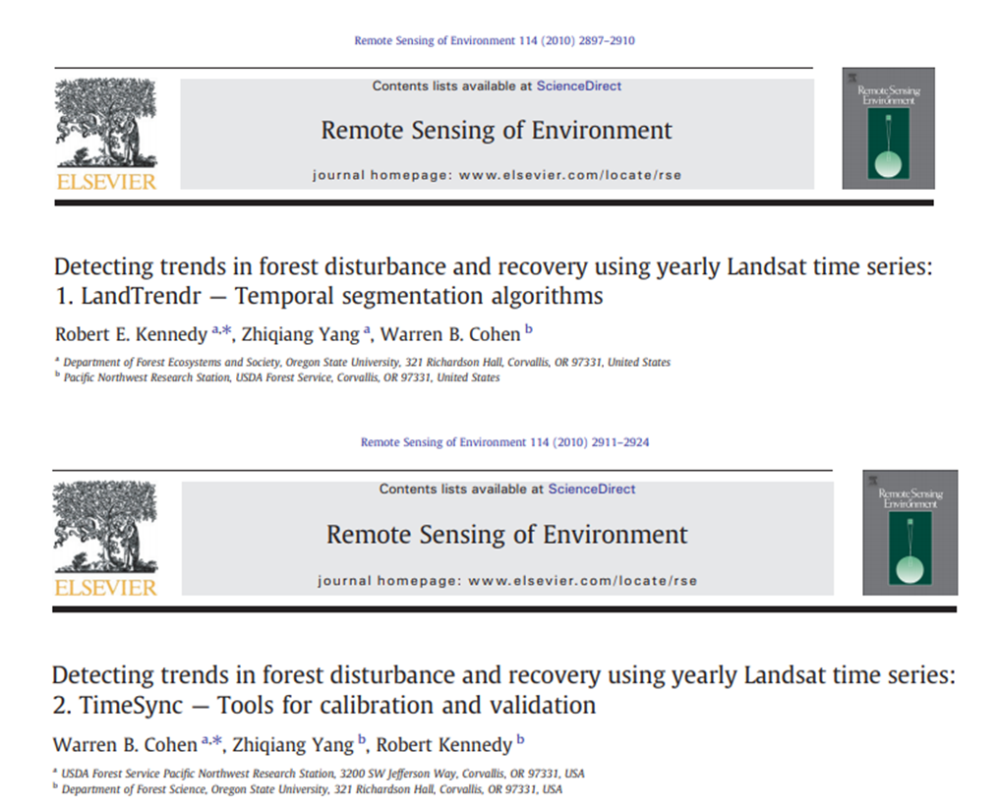 Remote Sensing of Environment 114 (2010) 2897–2910
Contents lists available at ScienceDirect
Remote Sensing of Environment
journal homepage: www.elsevier.com/locate/rse
ELSEVIER
Remote Sensing
Environment
Detecting trends in forest disturbance and recovery using yearly Landsat time series:
1. LandTrendr — Temporal segmentation algorithms
Robert E. Kennedy a,*, Zhiqiang Yang a, Warren B. Cohen b
a Department of Forest Ecosystems and Society, Oregon State University, 321 Richardson Hall, Corvallis, OR 97331, United States
b Pacific Northwest Research Station, USDA Forest Service, Corvallis, OR 97331, United States
Remote Sensing of Environment 114 (2010) 2911–2924
Contents lists available at ScienceDirect
Remote Sensing of Environment
journal homepage: www.elsevier.com/locate/rse
ELSEVIER
Remote Sensing
Environment
Detecting trends in forest disturbance and recovery using yearly Landsat time series:
2. TimeSync — Tools for calibration and validation
Warren B. Cohen a,*, Zhiqiang Yang b, Robert Kennedy b
a USDA Forest Service Pacific Northwest Research Station, 3200 SW Jefferson Way, Corvallis, OR 97331, USA
b Department of Forest Science, Oregon State University, 321 Richardson Hall, Corvallis, OR 97331, USA